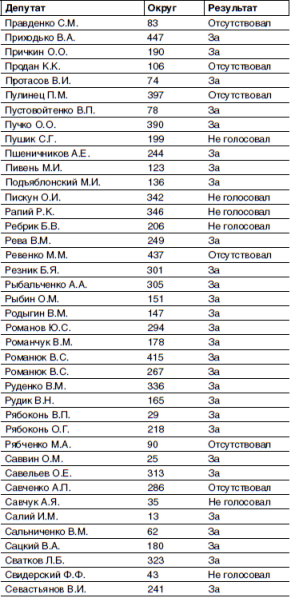 Депутат Округ Результат
Правденко С.М. 83 Отсутствовал
Приходько В.А. 447 За
Причкин О.О. 190 За
Продан К.К. 106 Отсутствовал
Протасов В.И. 74 За
Пулинец П.М. 397 Отсутствовал
Пустовойтенко В.П. 78 За
Пучко О.О. 390 За
Пушик С.Г. 199 Не голосовал
Пшеничников А.Е. 244 За
Пивень М.И. 123 За
Подъяблонский М.И. 136 За
Пискун О.И. 342 Не голосовал
Рапий Р.К. 346 Не голосовал
Ребрик Б.В. 206 Не голосовал
Рева В.М. 249 За
Ревенко М.М. 437 Отсутствовал
Резник Б.Я. 301 За
Рыбальченко А.А. 305 За
Рыбин О.М. 151 За
Родыгин В.М. 147 За
Романов Ю.С. 294 За
Романчук В.М. 178 За
Романюк В.С. 415 За
Романюк В.С. 267 За
Руденко В.М. 336 За
Рудик В.Н. 165 За
Рябоконь В.П. 29 За
Рябоконь О.Г. 218 За
Рябченко М.А. 90 Отсутствовал
Саввин О.М. 25 За
Савельев О.Е. 313 За
Савченко А.П. 286 Отсутствовал
Савчук А.Я. 35 Не голосовал
Салий И.М. 13 За
Сальниченко В.М. 62 За
Сацкий В.А. 180 За
Сватков Л.Б. 323 За
Свидерский Ф.Ф. 43 Не голосовал
Севастьянов В.И. 241 За